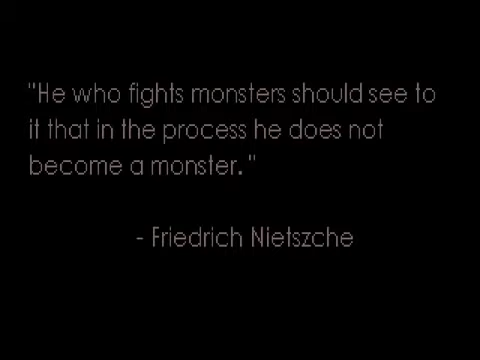 "He who fights monsters should see to
it that in the process he does not
become a monster. "
- Friedrich Nietszche